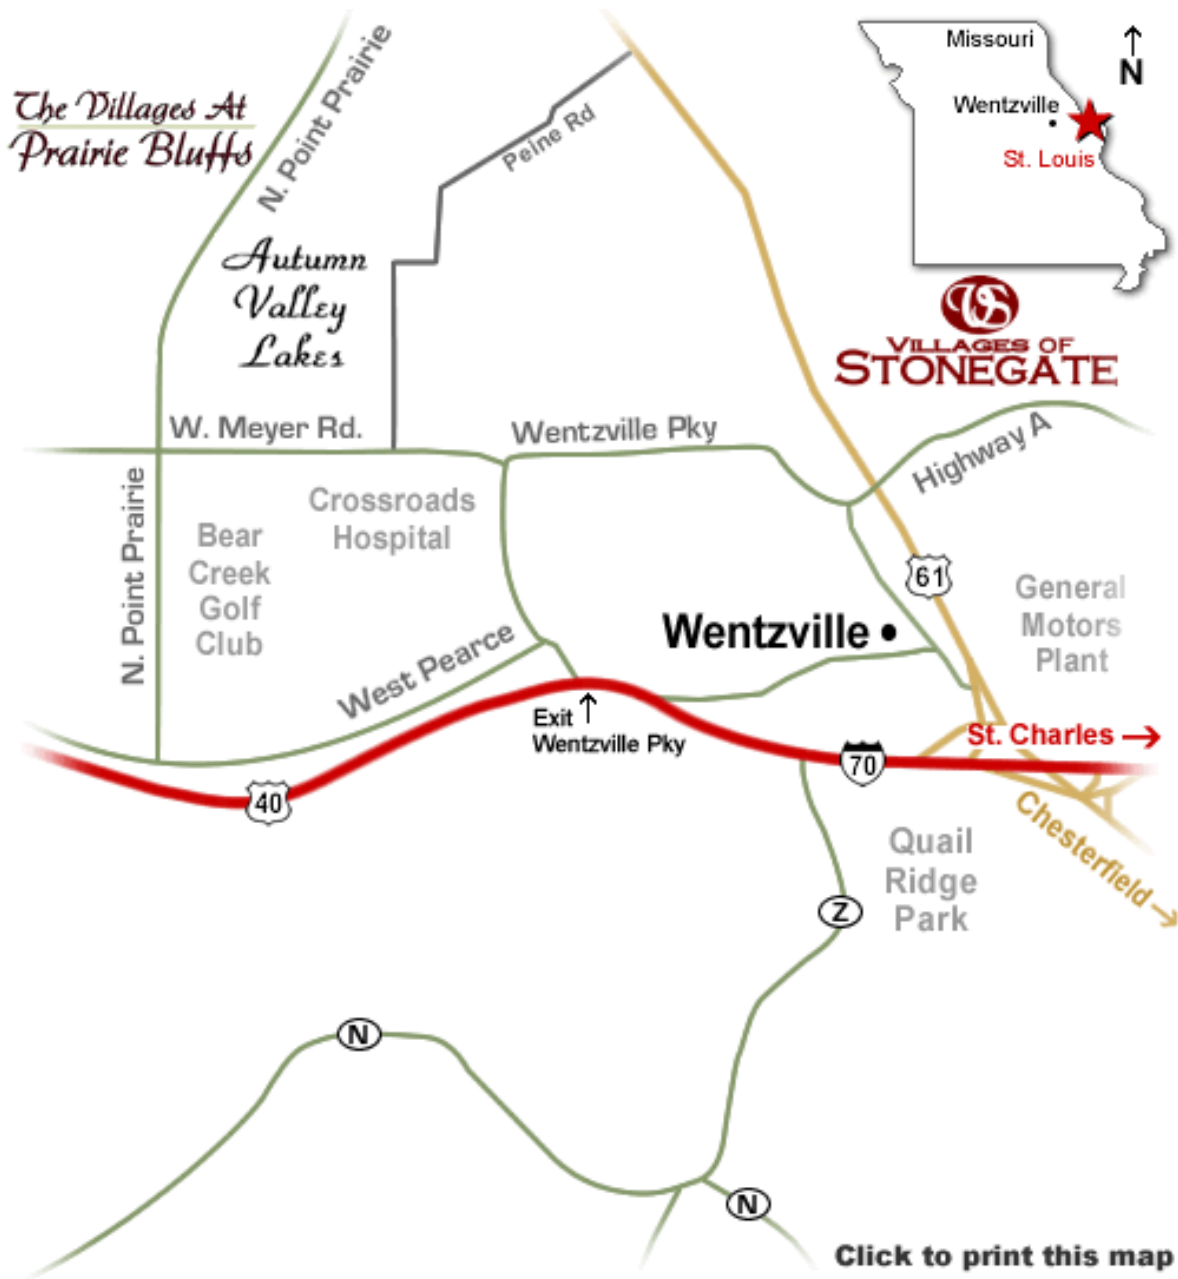 The Villages At
Prairie Bluffs
N. Point Prairie
Peine Rd
Missouri
N
Wentzville
St. Louis
Autumn
Valley
Lakes
VS
VILLAGES OF
STONEGATE
W. Meyer Rd.
Wentzville Pky
Highway A
N. Point Prairie
Crossroads
Hospital
Bear
Creek
Golf
Club
61
General
Motors
Plant
Wentzville
West Pearce
Exit
Wentzville Pky
St. Charles
70
40
Chesterfield
Quail
Ridge
Park
Z
N
N
Click to print this map